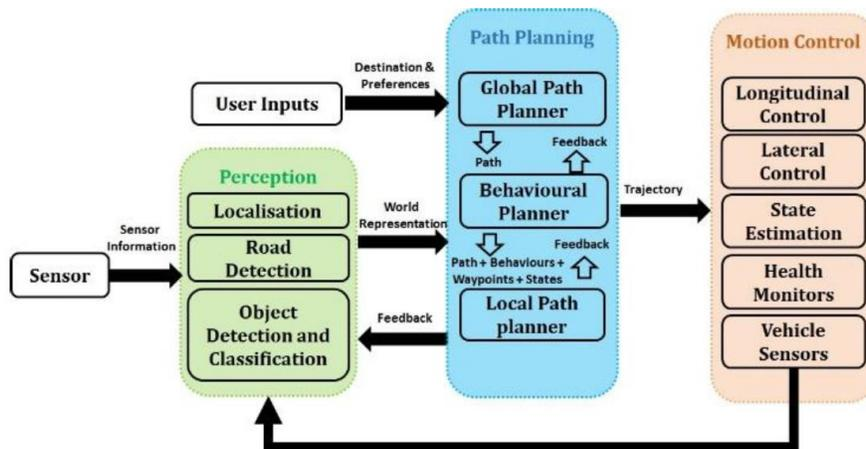 Path Planning
Motion Control
Destination &
Preferences
User Inputs
Global Path
Planner
Longitudinal
Control
Path
Feedback
Lateral
Control
Perception
Localisation
World
Representation
Behavioural
Planner
Trajectory
State
Estimation
Sensor
Information
Road
Detection
Feedback
Path + Behaviours +
Waypoints + States
Sensor
Health
Monitors
Object
Detection and
Classification
Feedback
Local Path
planner
Vehicle
Sensors